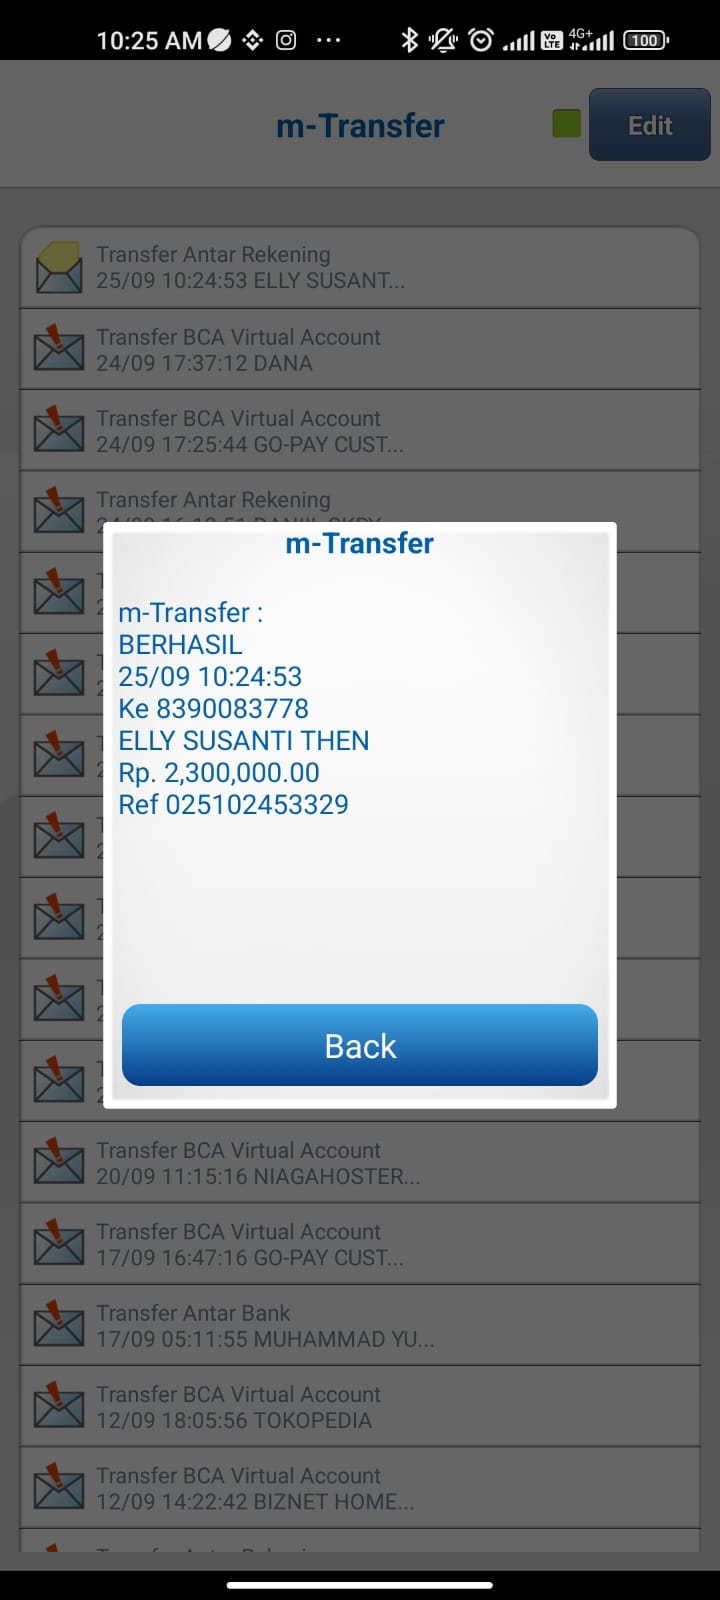 10:25 AM
Vo LTE 4G+ 100
m-Transfer
Edit
Transfer Antar Rekening
25/09 10:24:53 ELLY SUSANT...
Transfer BCA Virtual Account
24/09 17:37:12 DANA
Transfer BCA Virtual Account
24/09 17:25:44 GO-PAY CUST...
Transfer Antar Rekening
m-Transfer
m-Transfer :
BERHASIL
25/09 10:24:53
Ke 8390083778
ELLY SUSANTI THEN
Rp. 2,300,000.00
Ref 025102453329
Back
Transfer BCA Virtual Account
20/09 11:15:16 NIAGAHOSTER...
Transfer BCA Virtual Account
17/09 16:47:16 GO-PAY CUST...
Transfer Antar Bank
17/09 05:11:55 MUHAMMAD YU...
Transfer BCA Virtual Account
12/09 18:05:56 TOKOPEDIA
Transfer BCA Virtual Account
12/09 14:22:42 BIZNET HOME...